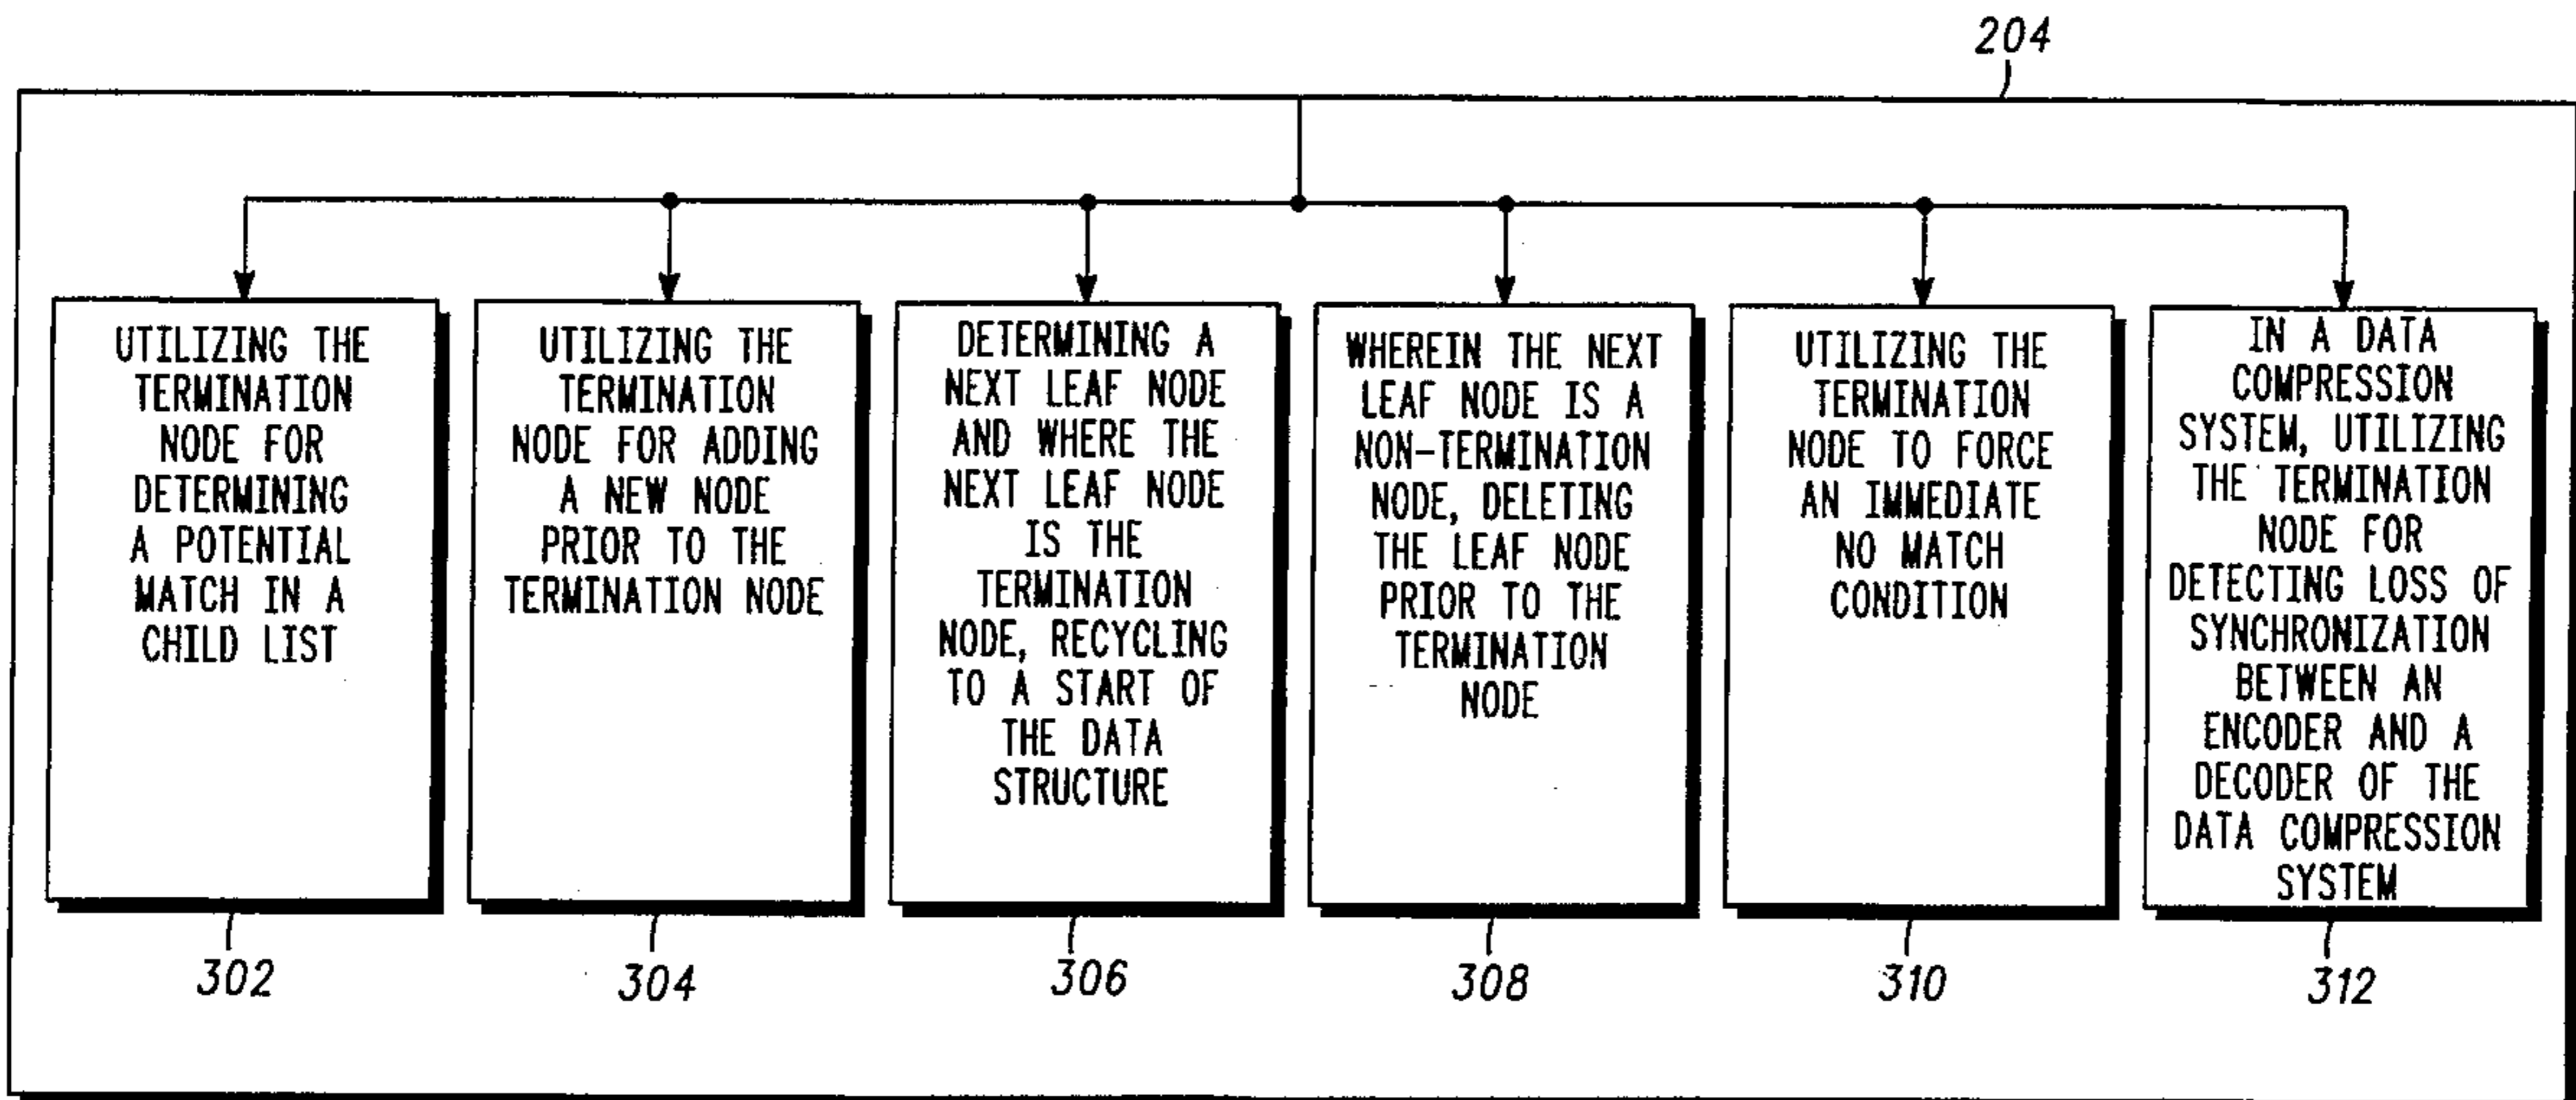 204
UTILIZING THE
TERMINATION
NODE FOR
DETERMINING
A POTENTIAL
MATCH IN A
CHILD LIST
302
UTILIZING THE
TERMINATION
NODE FOR ADDING
A NEW NODE
PRIOR TO THE
TERMINATION NODE
304
DETERMINING A
NEXT LEAF NODE
AND WHERE THE
NEXT LEAF NODE
IS THE
TERMINATION
NODE, RECYCLING
TO A START OF
THE DATA
STRUCTURE
306
WHEREIN THE NEXT
LEAF NODE IS A
NON-TERMINATION
NODE, DELETING
THE LEAF NODE
PRIOR TO THE
TERMINATION
NODE
308
UTILIZING THE
TERMINATION
NODE TO FORCE
AN IMMEDIATE
NO MATCH
CONDITION
310
IN A DATA
COMPRESSION
SYSTEM, UTILIZING
THE TERMINATION
NODE FOR
DETECTING LOSS OF
SYNCHRONIZATION
BETWEEN AN
ENCODER AND A
DECODER OF THE
DATA COMPRESSION
SYSTEM
312